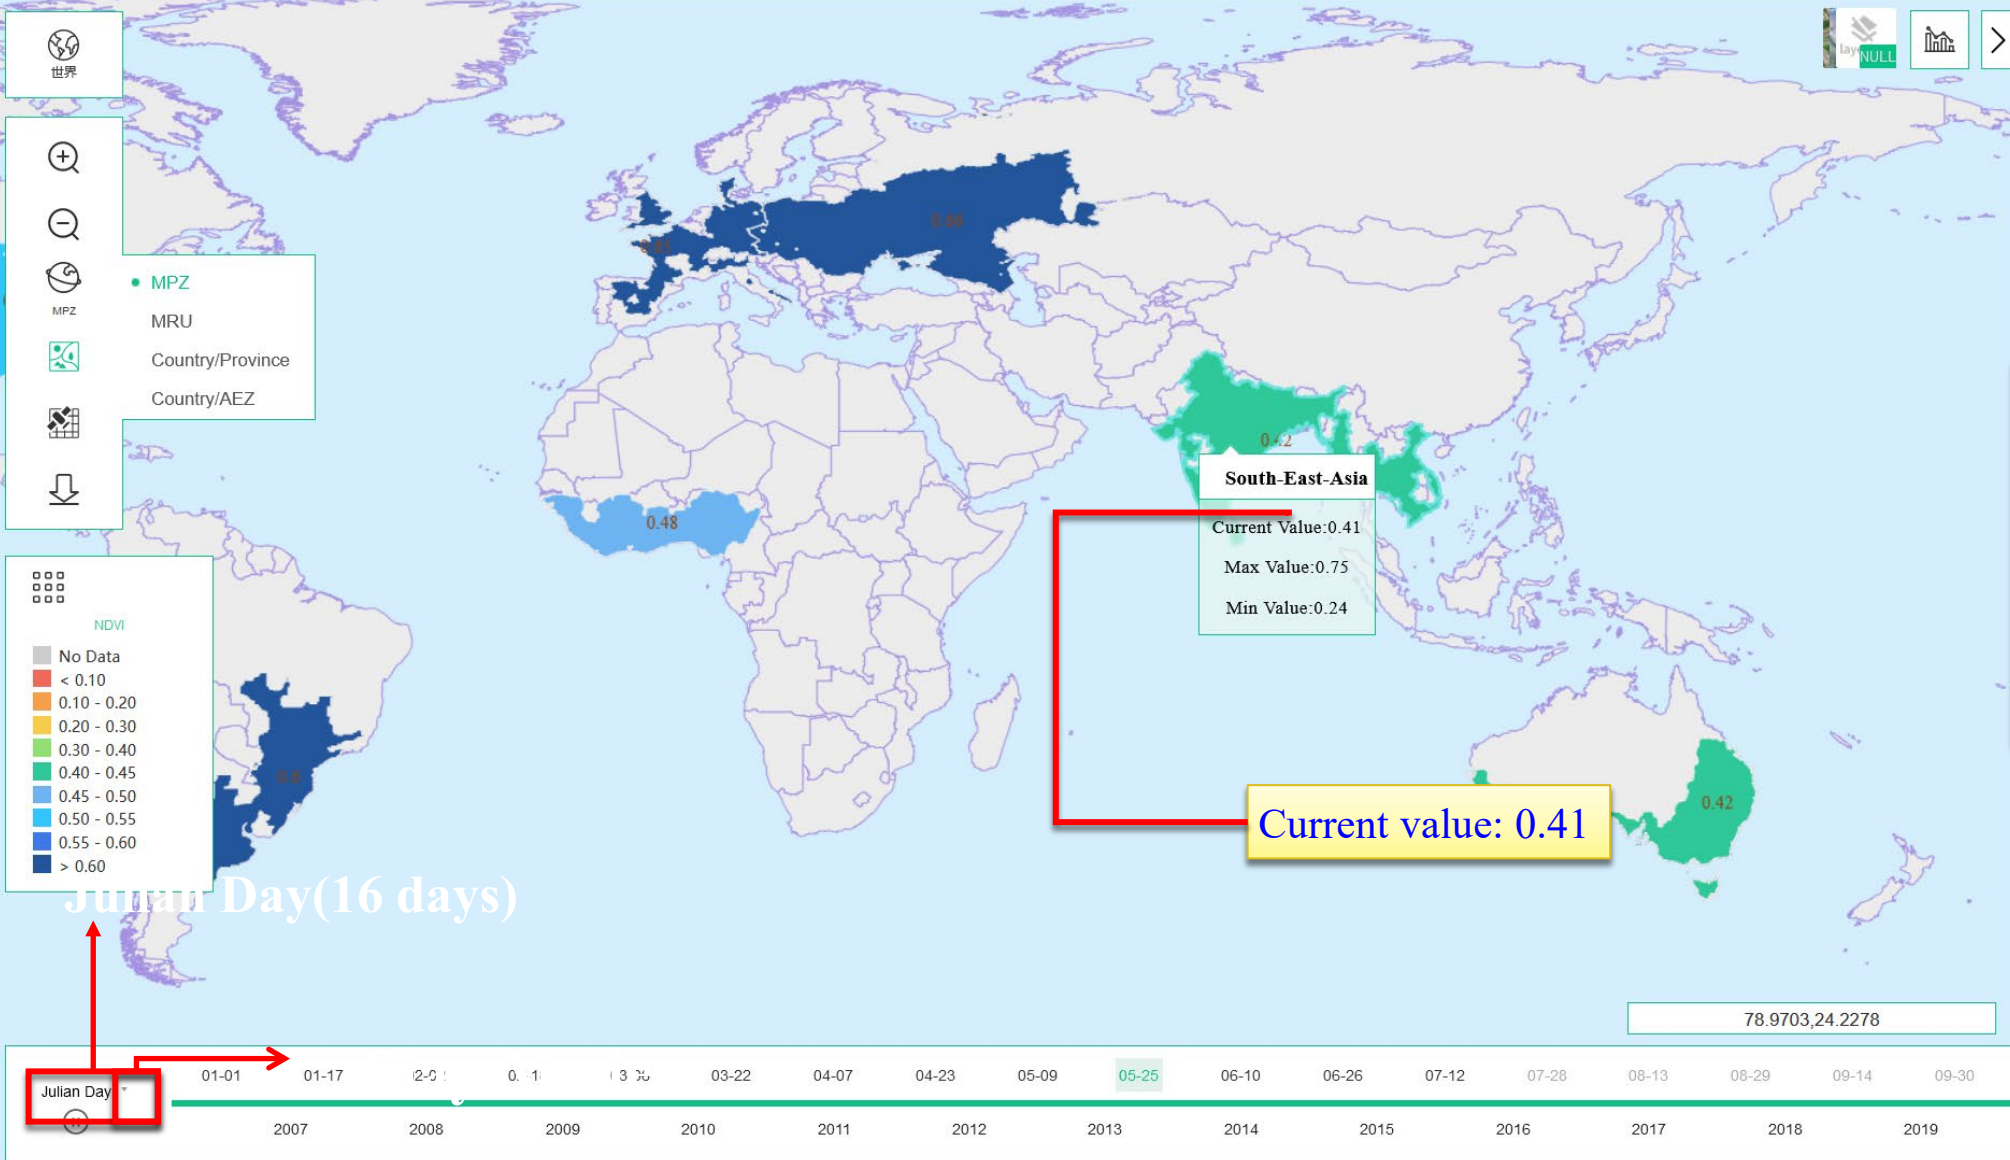 世界
NULL
MPZ
MPZ
MRU
Country/Province
Country/AEZ
0.42
South-East-Asia
Current Value:0.41
Max Value:0.75
Min Value:0.24
0.48
NDVI
No Data
< 0.10
0.10 - 0.20
0.20 - 0.30
0.30 - 0.40
0.40 - 0.45
0.45 - 0.50
0.50 - 0.55
0.55 - 0.60
> 0.60
0.42
Current value: 0.41
Julian Day(16 days)
78.9703,24.2278
Julian Day
01-01 01-17 03-22 04-07 04-23 05-09 05-25 06-10 06-26 07-12 07-28 08-13 08-29 09-14 09-30
2007 2008 2009 2010 2011 2012 2013 2014 2015 2016 2017 2018 2019